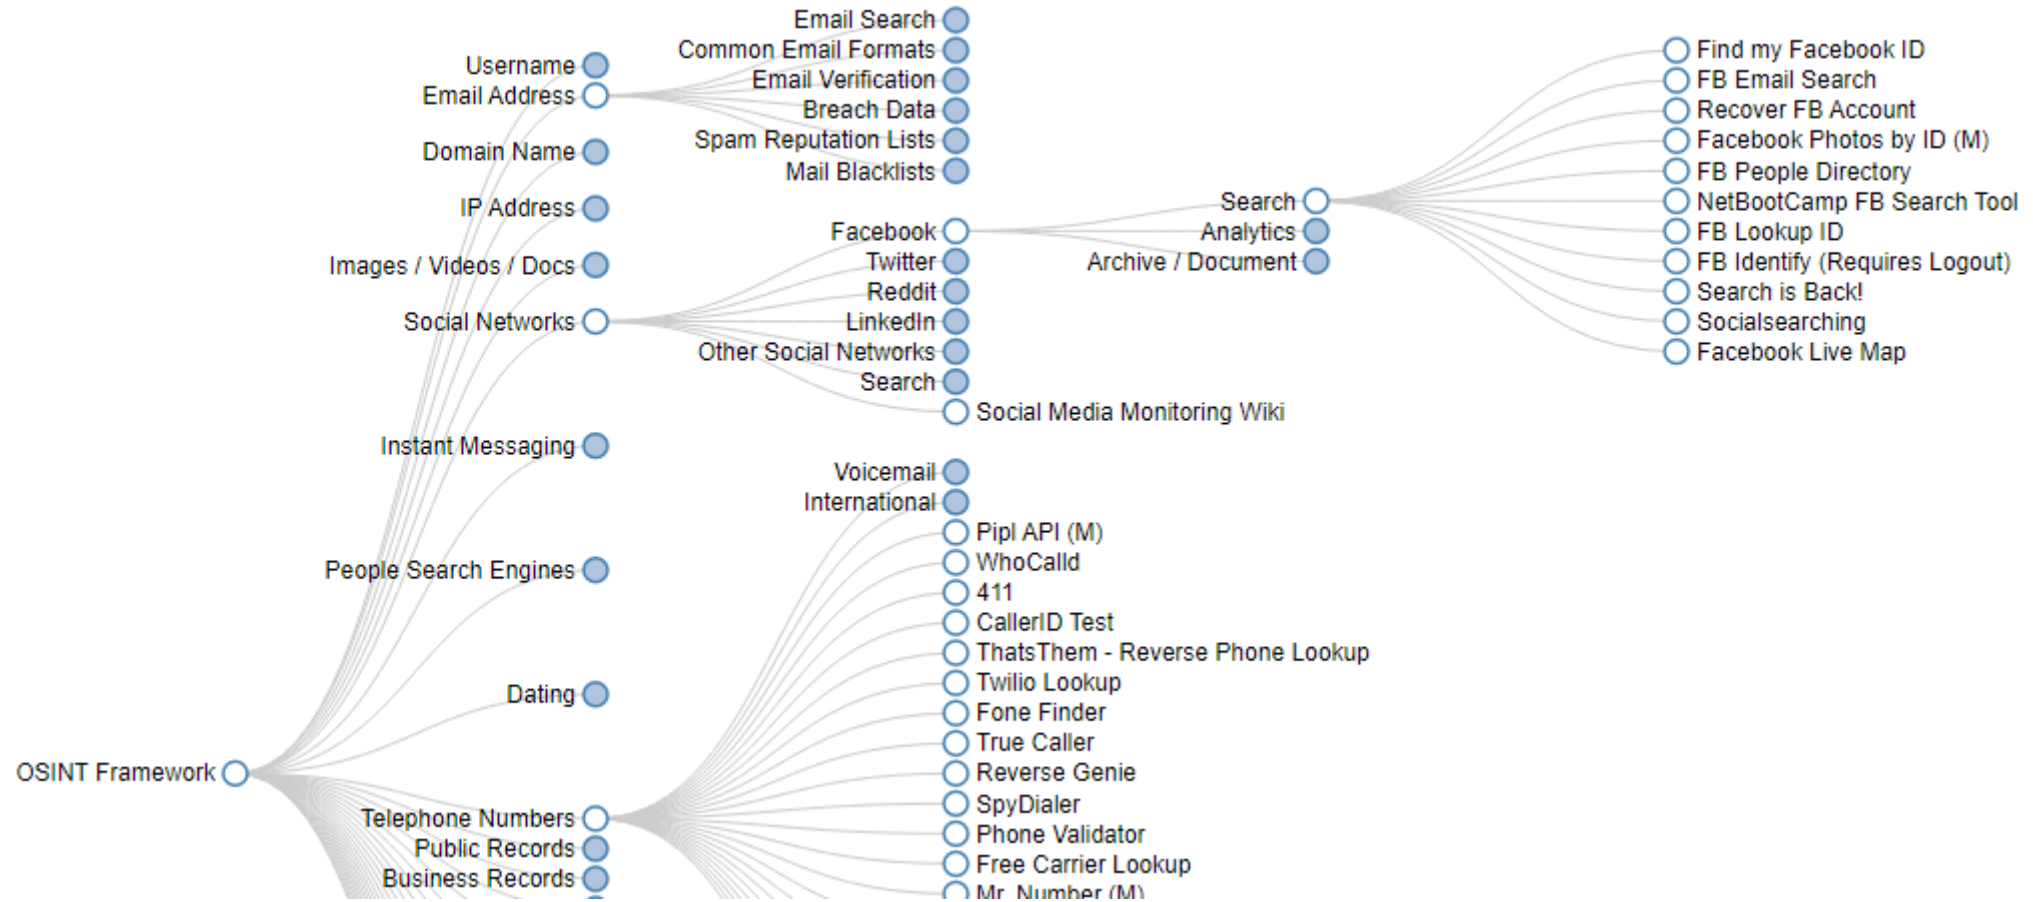 OSINT Framework
Username
Email Address
Domain Name
IP Address
Images / Videos / Docs
Social Networks
Instant Messaging
People Search Engines
Dating
Telephone Numbers
Public Records
Business Records
Email Search
Common Email Formats
Email Verification
Breach Data
Spam Reputation Lists
Mail Blacklists
Facebook
Twitter
Reddit
LinkedIn
Other Social Networks
Search
Social Media Monitoring Wiki
Voicemail
International
Pipl API (M)
WhoCalld
411
CallerID Test
ThatsThem - Reverse Phone Lookup
Twilio Lookup
Fone Finder
True Caller
Reverse Genie
SpyDialer
Phone Validator
Free Carrier Lookup
Mr. Number (M)
Search
Analytics
Archive / Document
Find my Facebook ID
FB Email Search
Recover FB Account
Facebook Photos by ID (M)
FB People Directory
NetBootCamp FB Search Tool
FB Lookup ID
FB Identify (Requires Logout)
Search is Back!
Socialsearching
Facebook Live Map